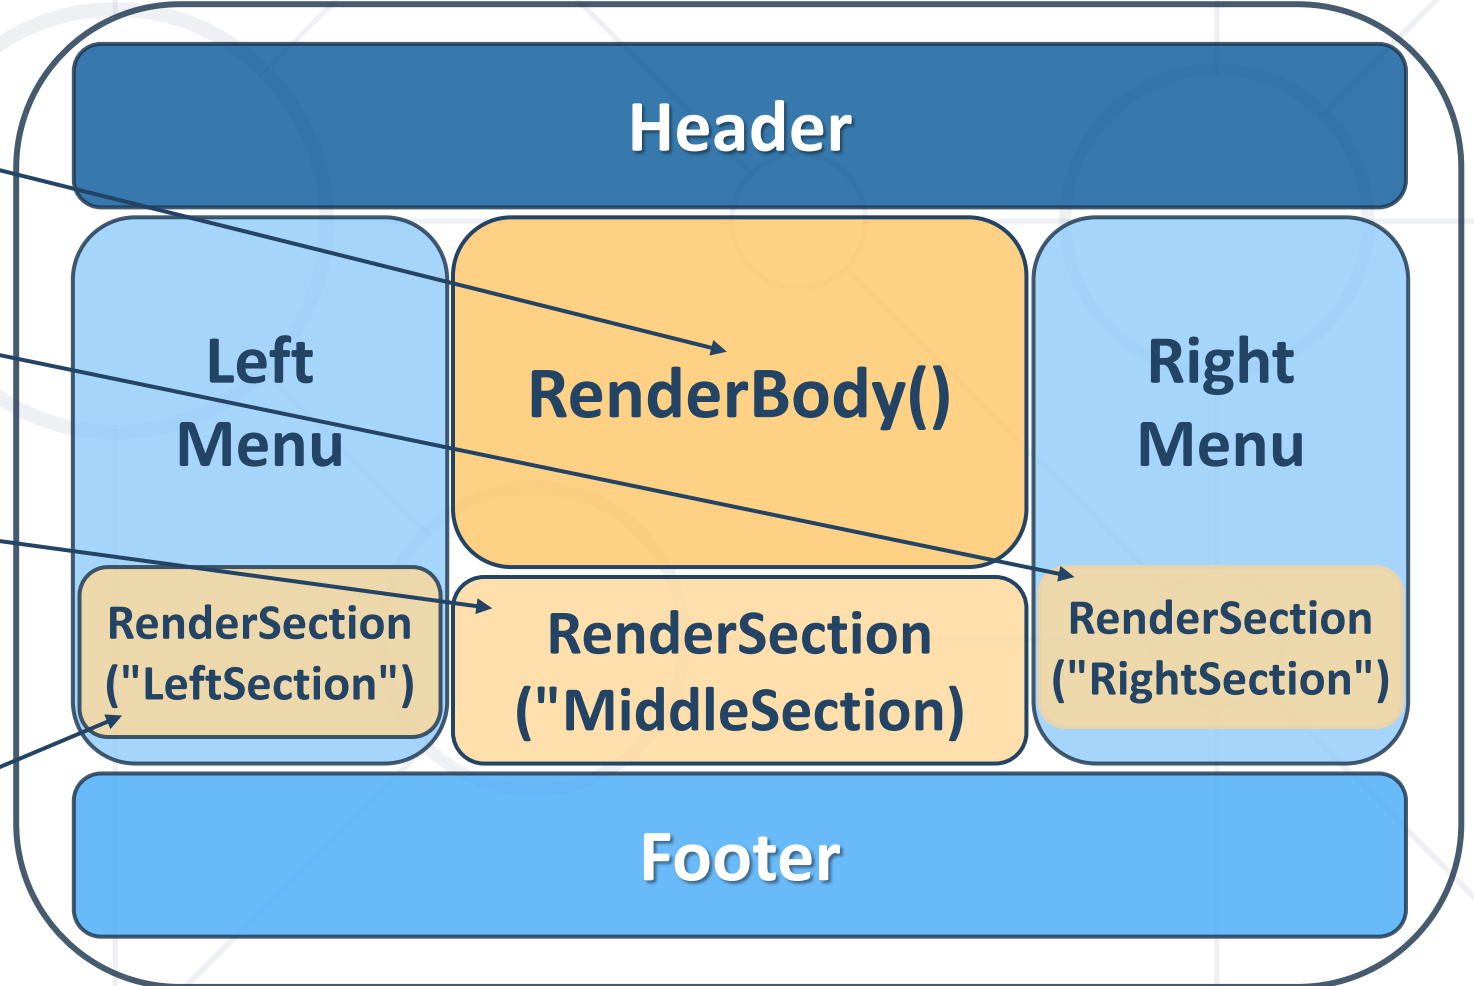 Header
Left
Menu
RenderBody()
Right
Menu
RenderSection
("LeftSection")
RenderSection
("MiddleSection)
RenderSection
("RightSection")
Footer